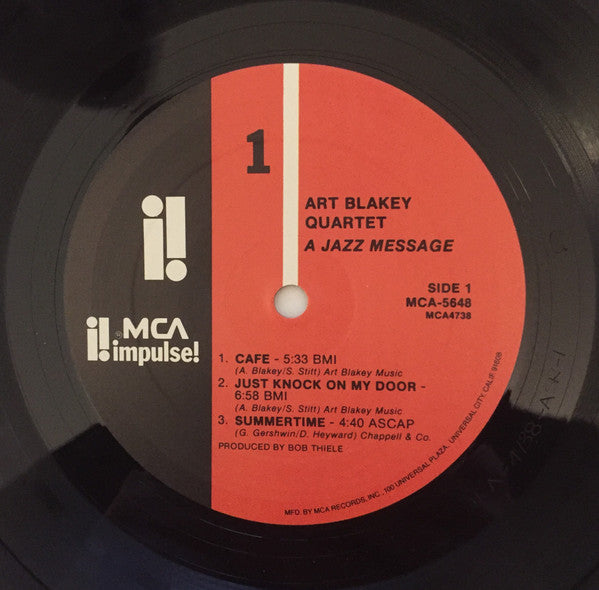 1
ART BLAKEY
QUARTET
A JAZZ MESSAGE
SIDE 1
MCA-5648
MCA4738
i!
i! ® MCA
impulse!
1. CAFE - 5:33 BMI
(A. Blakey/S. Stitt) Art Blakey Music
2. JUST KNOCK ON MY DOOR -
6:58 BMI
(A. Blakey/S. Stitt) Art Blakey Music
3. SUMMERTIME - 4:40 ASCAP
(G. Gershwin/D. Heyward) Chappell & Co.
PRODUCED BY BOB THIELE
MFD. BY MCA RECORDS, INC., 100 UNIVERSAL PLAZA, UNIVERSAL CITY, CALIF. 91608